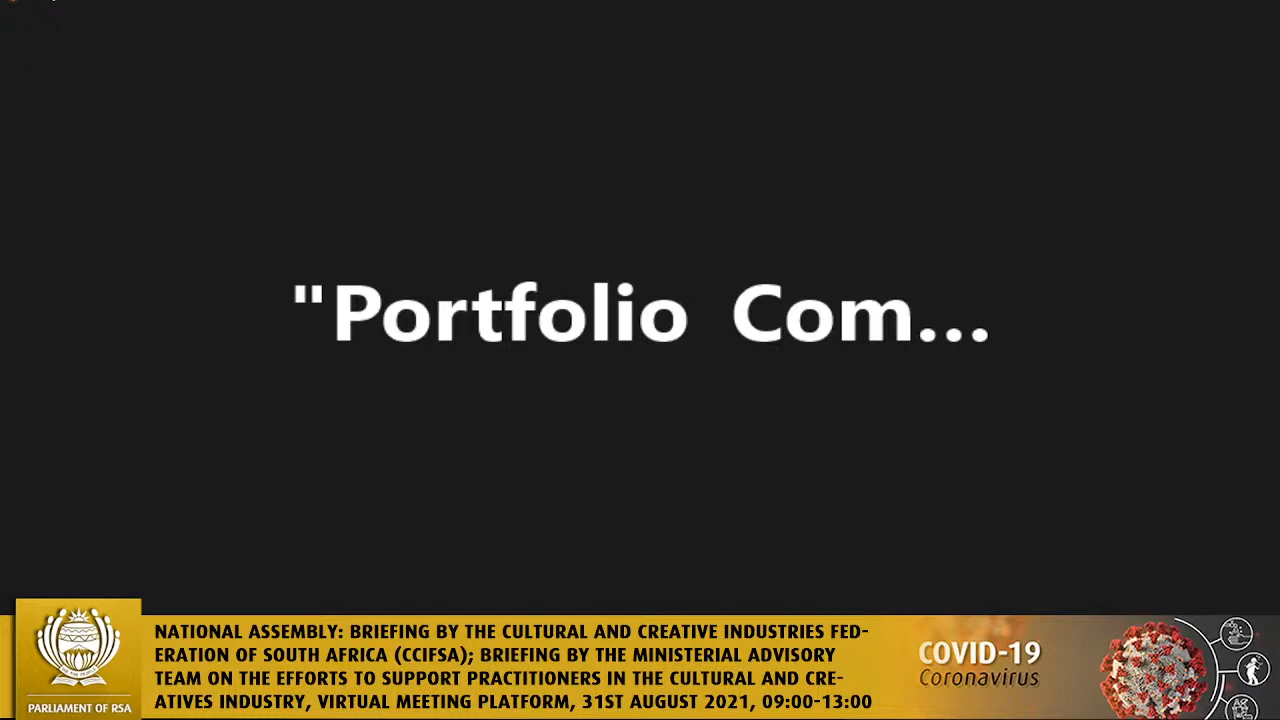 "Portfolio Com...
NATIONAL ASSEMBLY: BRIEFING BY THE CULTURAL AND CREATIVE INDUSTRIES FED-
ERATION OF SOUTH AFRICA (CCIFSA); BRIEFING BY THE MINISTERIAL ADVISORY
TEAM ON THE EFFORTS TO SUPPORT PRACTITIONERS IN THE CULTURAL AND CRE-
ATIVES INDUSTRY, VIRTUAL MEETING PLATFORM, 31ST AUGUST 2021, 09:00-13:00
PARLIAMENT OF RSA
COVID-19
Coronavirus